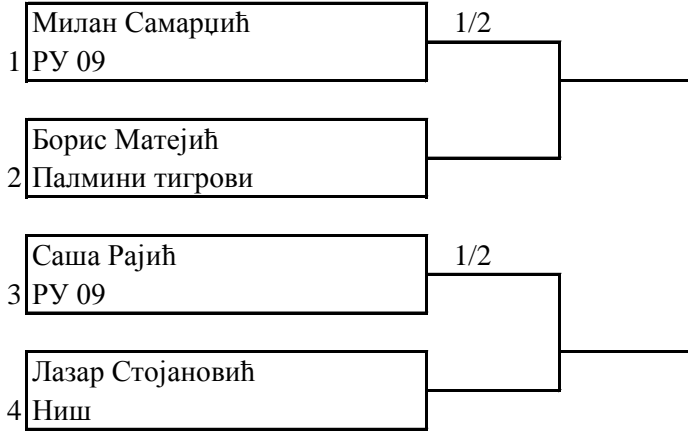 Милан Самарџић 1/2
1 РУ 09
Борис Матејић
2 Палмини тигрови
Саша Рајић 1/2
3 РУ 09
Лазар Стојановић
4 Ниш